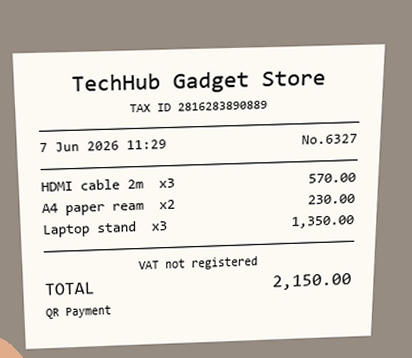 TechHub Gadget Store
TAX ID 2816283890889
7 Jun 2026 11:29 No.6327
HDMI cable 2m x3 570.00
A4 paper ream x2 230.00
Laptop stand x3 1,350.00
VAT not registered
TOTAL 2,150.00
QR Payment